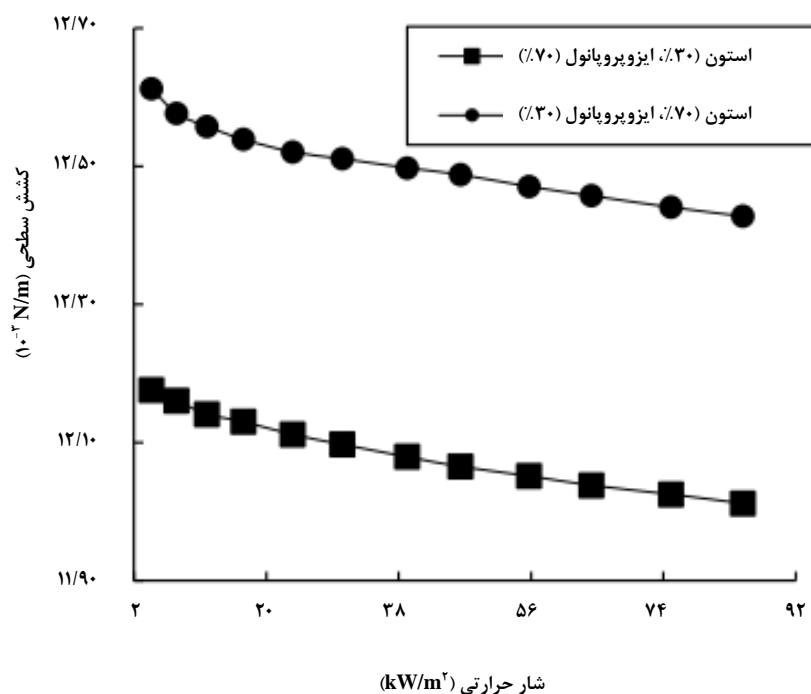 ۱۲/۷۰
۱۲/۵۰
۱۲/۳۰
۱۲/۱۰
۱۱/۹۰
کشش سطحی (۱۰⁻³ N/m)
استون (۳۰٪)، ایزوپروپانول (۷۰٪)
استون (۷۰٪)، ایزوپروپانول (۳۰٪)
۲ ۲۰ ۳۸ ۵۶ ۷۴ ۹۲
شار حرارتی (kW/m²)